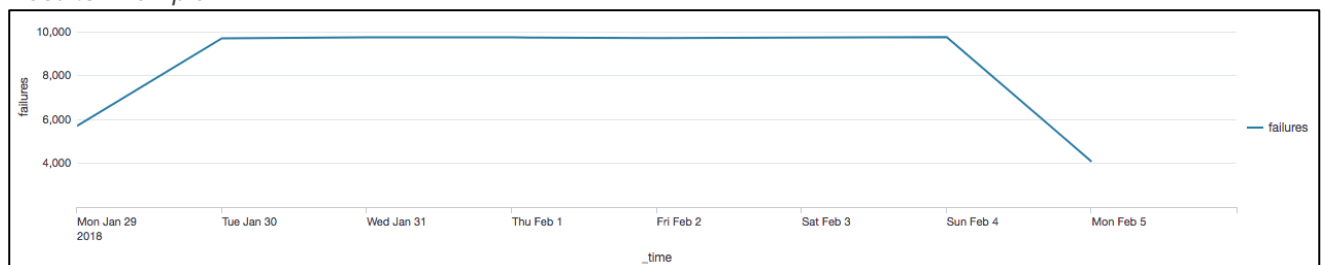 10,000
8,000
6,000
4,000
failures
failures
Mon Jan 29
2018
Tue Jan 30
Wed Jan 31
Thu Feb 1
Fri Feb 2
Sat Feb 3
Sun Feb 4
Mon Feb 5
_time